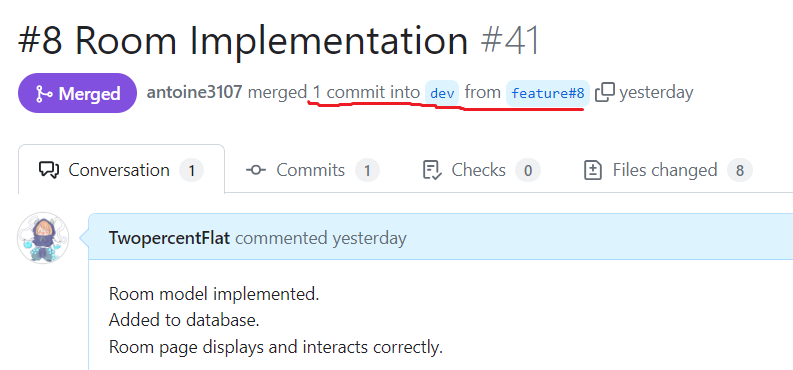 #8 Room Implementation #41
Merged antoine3107 merged 1 commit into dev from feature#8 yesterday
Conversation 1 Commits 1 Checks 0 Files changed 8
TwopercentFlat commented yesterday
Room model implemented.
Added to database.
Room page displays and interacts correctly.